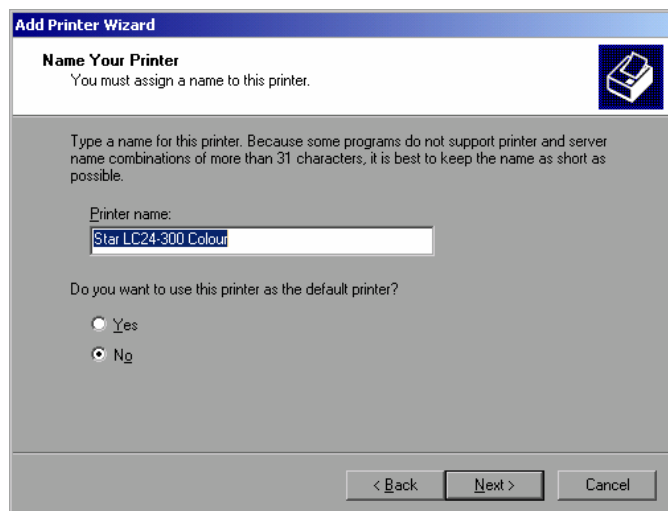 Add Printer Wizard
Name Your Printer
You must assign a name to this printer.
Type a name for this printer. Because some programs do not support printer and server
name combinations of more than 31 characters, it is best to keep the name as short as
possible.
Printer name:
Star LC24-300 Colour
Do you want to use this printer as the default printer?
Yes
No
< Back Next > Cancel